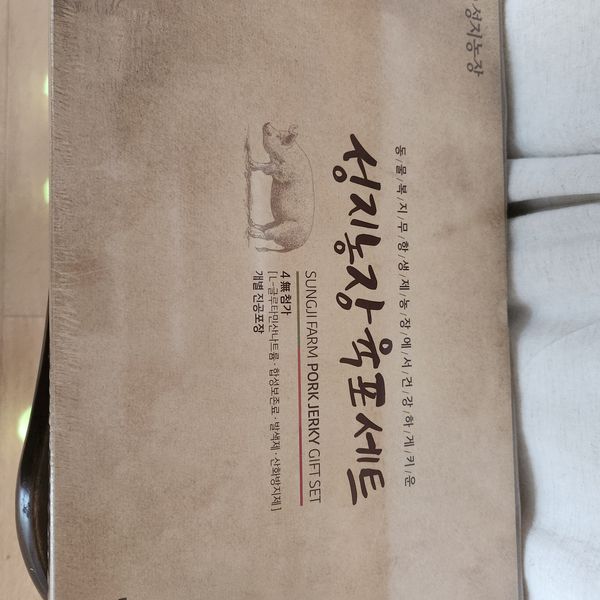 성지농장
동/물/복/지/무/항/생/제/농/장/에/서/건/강/하/게/키/운
성지농장 육포세트
SUNGJI FARM PORK JERKY GIFT SET
4無첨가
[L-글루타민산나트륨·합성보존료·발색제·산화방지제]
개별 진공포장